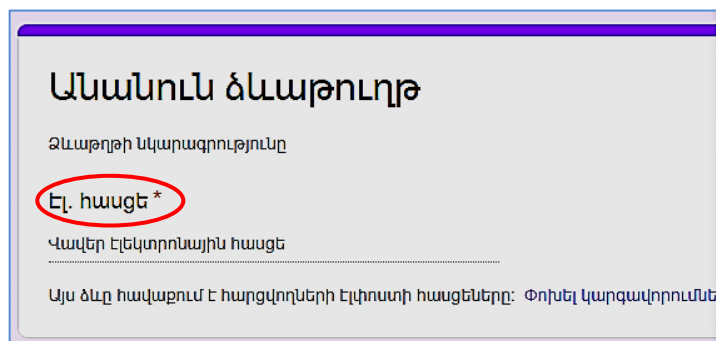 Անանուն ձևաթուղթ
Ձևաթղթի նկարագրությունը
Էլ. հասցե *
Վավեր էլեկտրոնային հասցե
Այս ձևը հավաքում է հարցվողների էլփոստի հասցեները: Փոխել կարգավորումնե